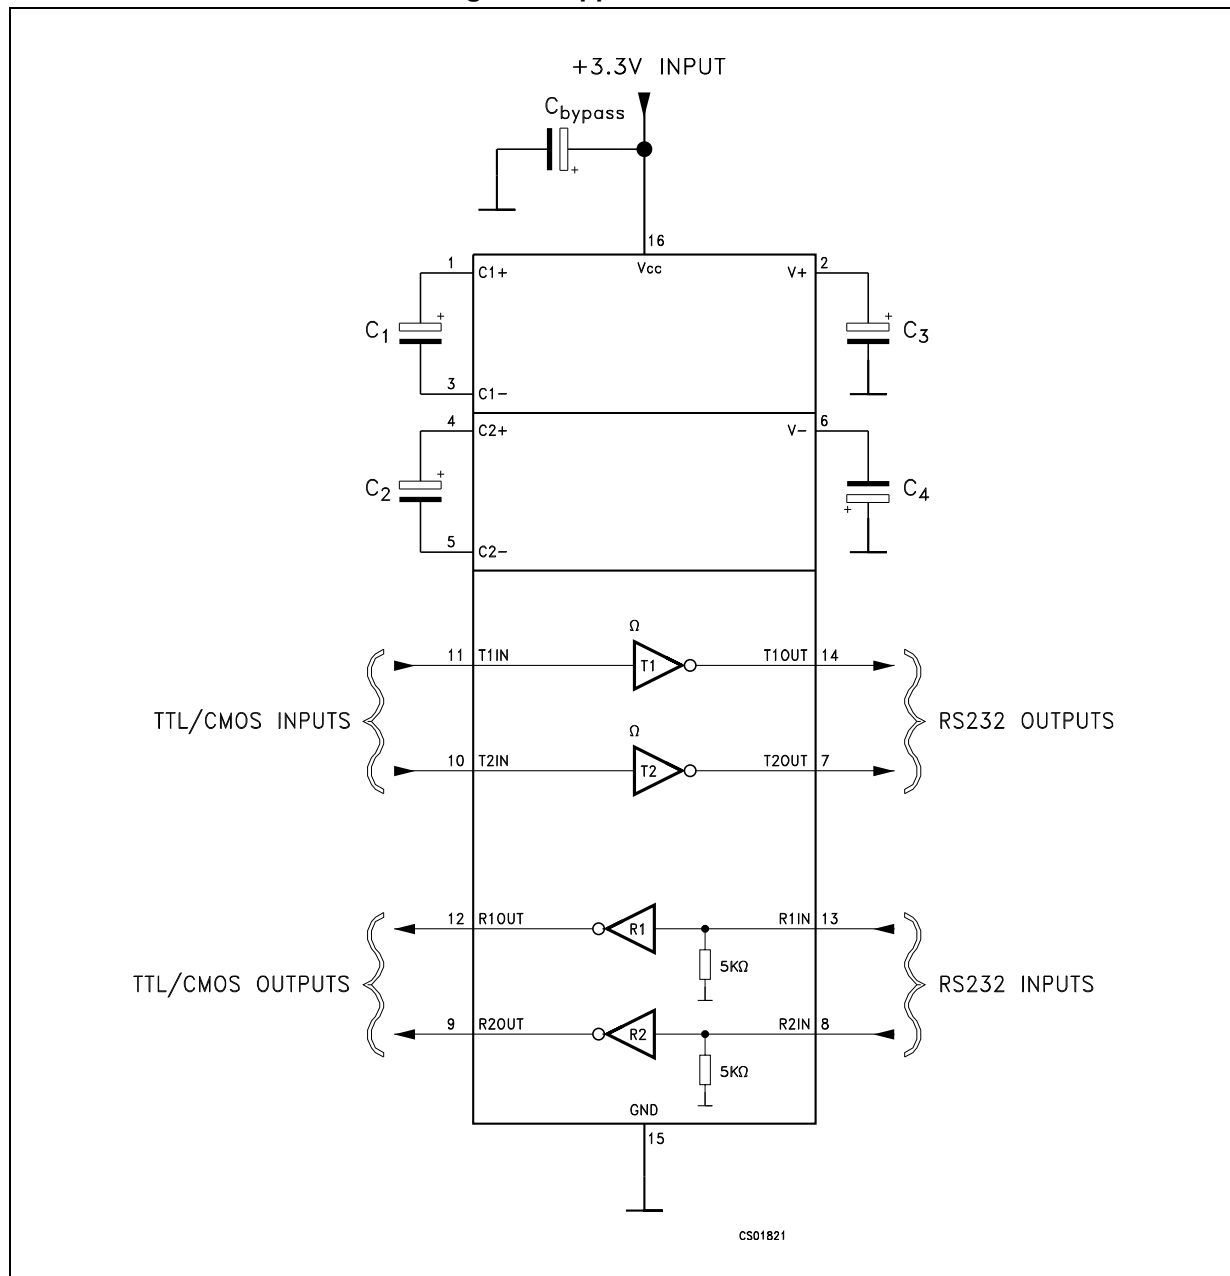 +3.3V INPUT
Cbypass
+
16
Vcc
1 C1+ V+ 2
+ +
C1 C3
3 C1-
4 C2+ V- 6
+
C2 C4
+
5 C2-
Ω
11 T1IN T1 T1OUT 14
TTL/CMOS INPUTS RS232 OUTPUTS
Ω
10 T2IN T2 T2OUT 7
12 R1OUT R1 R1IN 13
5KΩ
TTL/CMOS OUTPUTS RS232 INPUTS
9 R2OUT R2 R2IN 8
5KΩ
GND
15
CS01821